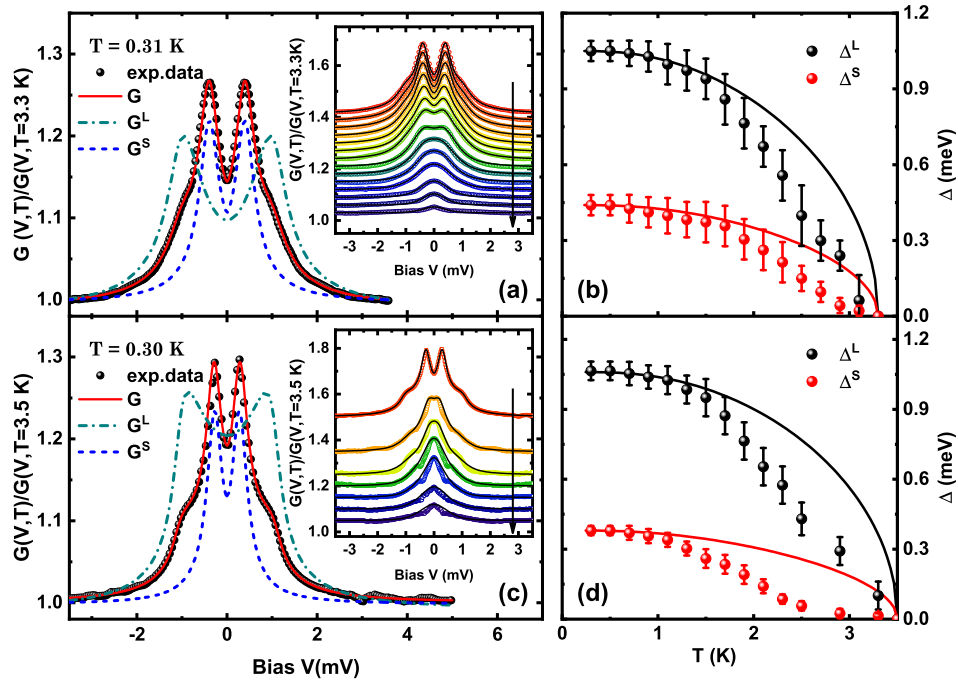 T = 0.31 K
exp.data
G
G^L
G^S
G (V,T)/G(V,T=3.3 K)
1.3
1.2
1.1
1.0
G(V,T)/G(V,T=3.3K)
1.6
1.4
1.2
1.0
-3 -2 -1 0 1 2 3
Bias V (mV)
(a)
Δ^L
Δ^S
(b)
1.2
0.9
0.6
0.3
0.0
Δ (meV)
T = 0.30 K
exp.data
G
G^L
G^S
G(V,T)/G(V,T=3.5 K)
1.3
1.2
1.1
1.0
G(V,T)/G(V,T=3.5 K)
1.8
1.6
1.4
1.2
1.0
-3 -2 -1 0 1 2 3
Bias V (mV)
(c)
-2 0 2 4 6
Bias V(mV)
Δ^L
Δ^S
(d)
0.9
0.6
0.3
0.0
Δ (meV)
0 1 2 3
T (K)